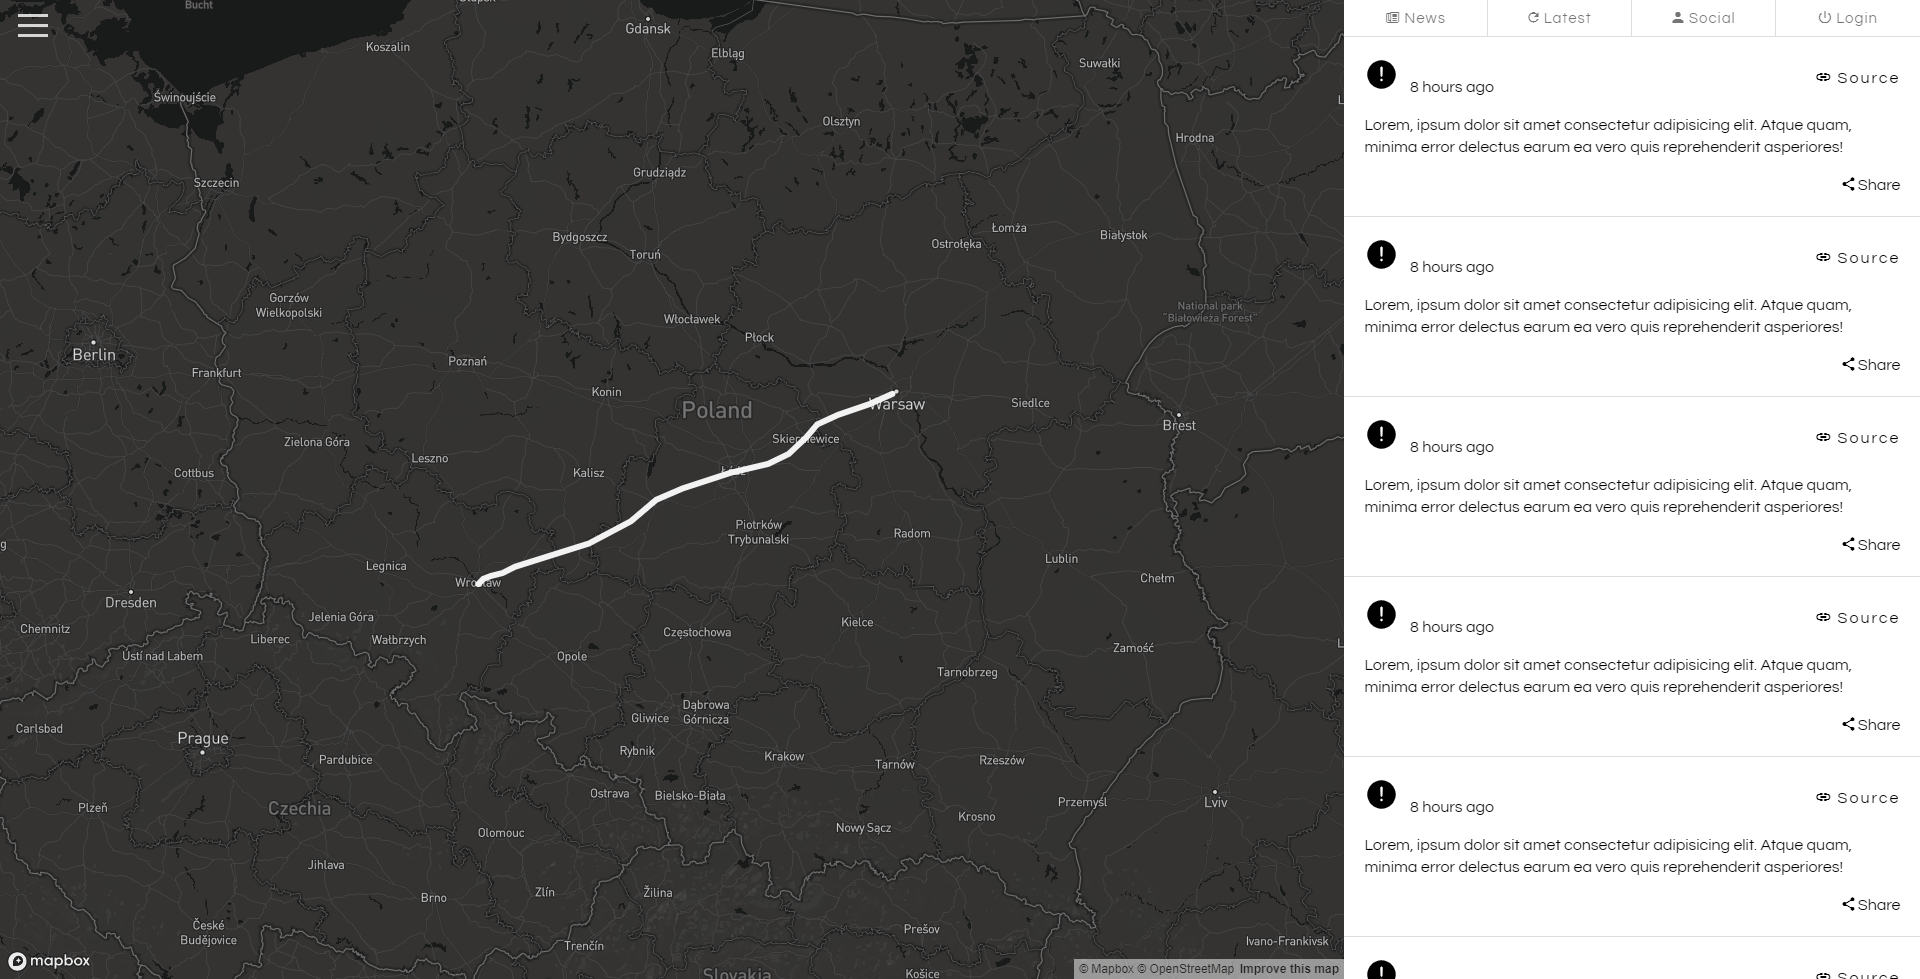 Bucht
Gdańsk
Koszalin
Elbląg
Suwałki
Świnoujście
Olsztyn
Hrodna
Grudziądz
Szczecin
Łomża
Bydgoszcz
Białystok
Ostrołęka
Toruń
Gorzów
Wielkopolski
National park
"Białowieża Forest"
Włocławek
Płock
Berlin
Poznań
Frankfurt
Konin
Poland
Warsaw
Siedlce
Brest
Zielona Góra
Skierniewice
Leszno
Cottbus
Kalisz
Piotrków
Trybunalski
Radom
Lublin
Legnica
Chełm
Wrocław
Dresden
Jelenia Góra
Kielce
Chemnitz
Częstochowa
Liberec
Wałbrzych
Zamość
Ústí nad Labem
Opole
Tarnobrzeg
Dąbrowa
Górnicza
Gliwice
Carlsbad
Prague
Rybnik
Krakow
Pardubice
Rzeszów
Tarnów
Ostrava
Bielsko-Biała
Przemyśl
Lviv
Plzeň
Czechia
Krosno
Nowy Sącz
Olomouc
Jihlava
Zlín
Žilina
Brno
České
Budějovice
Prešov
Trenčín
Ivano-Frankivsk
Slovakia
Košice
mapbox
© Mapbox © OpenStreetMap Improve this map
News Latest Social Login
8 hours ago Source
Lorem, ipsum dolor sit amet consectetur adipisicing elit. Atque quam,
minima error delectus earum ea vero quis reprehenderit asperiores!
Share
8 hours ago Source
Lorem, ipsum dolor sit amet consectetur adipisicing elit. Atque quam,
minima error delectus earum ea vero quis reprehenderit asperiores!
Share
8 hours ago Source
Lorem, ipsum dolor sit amet consectetur adipisicing elit. Atque quam,
minima error delectus earum ea vero quis reprehenderit asperiores!
Share
8 hours ago Source
Lorem, ipsum dolor sit amet consectetur adipisicing elit. Atque quam,
minima error delectus earum ea vero quis reprehenderit asperiores!
Share
8 hours ago Source
Lorem, ipsum dolor sit amet consectetur adipisicing elit. Atque quam,
minima error delectus earum ea vero quis reprehenderit asperiores!
Share
Source